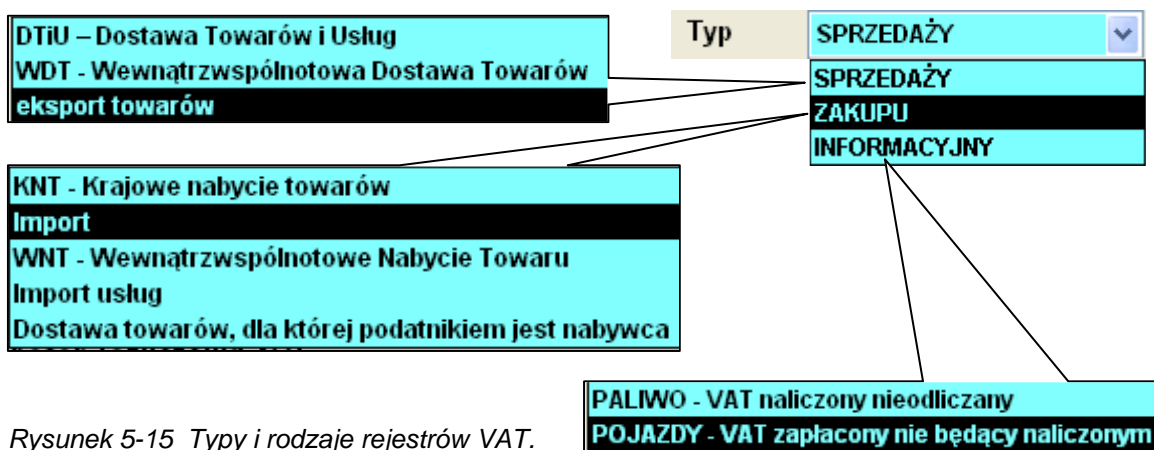 DTiU – Dostawa Towarów i Usług
WDT - Wewnątrzwspólnotowa Dostawa Towarów
eksport towarów
Typ SPRZEDAŻY
SPRZEDAŻY
ZAKUPU
INFORMACYJNY
KNT - Krajowe nabycie towarów
Import
WNT - Wewnątrzwspólnotowe Nabycie Towaru
Import usług
Dostawa towarów, dla której podatnikiem jest nabywca
PALIWO - VAT naliczony nieodliczany
POJAZDY - VAT zapłacony nie będący naliczonym
Rysunek 5-15 Typy i rodzaje rejestrów VAT.